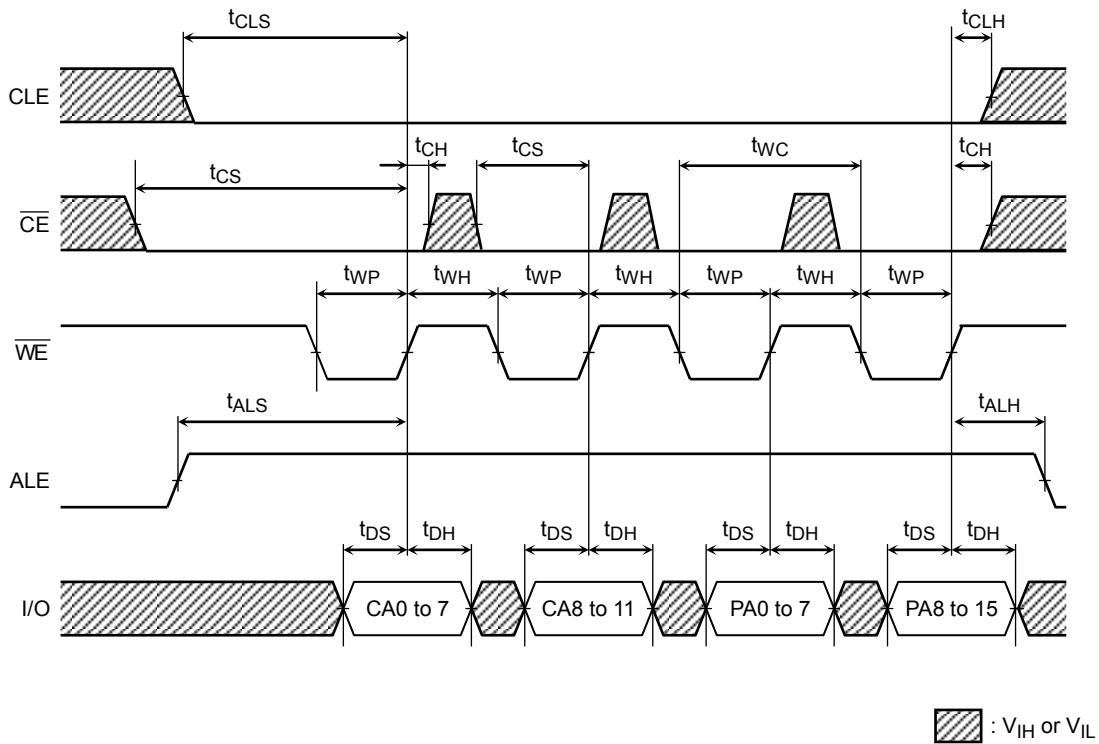 tCLS tCLH
CLE
tCH tCS tWC tCH
tCS
CE
tWP tWH tWP tWH tWP tWH tWP
WE
tALS tALH
ALE
tDS tDH tDS tDH tDS tDH tDS tDH
I/O CA0 to 7 CA8 to 11 PA0 to 7 PA8 to 15
: VIH or VIL